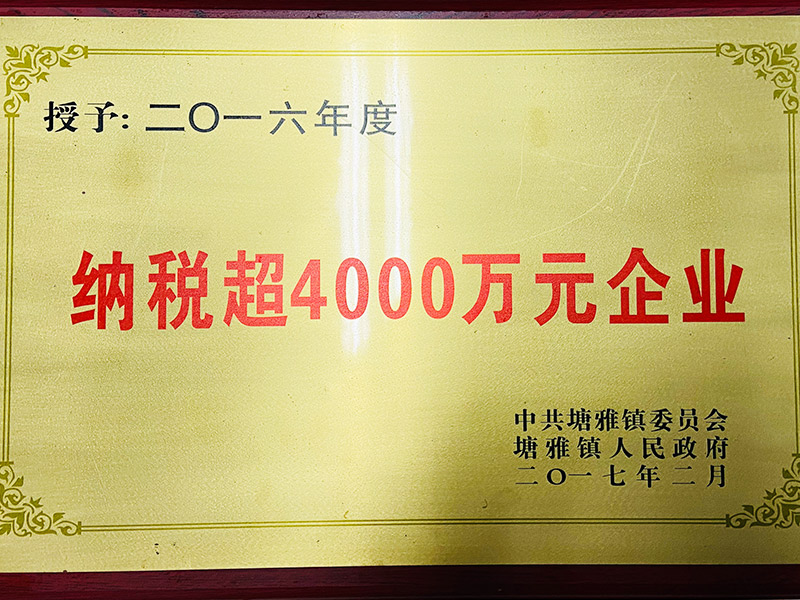 授予: 二〇一六年度
纳税超4000万元企业
中共塘雅镇委员会
塘雅镇人民政府
二〇一七年二月